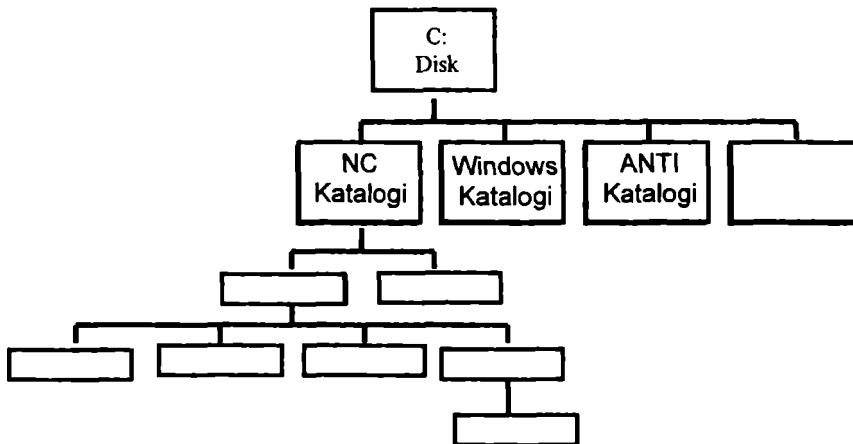 C:
Disk
NC
Katalogi
Windows
Katalogi
ANTI
Katalogi